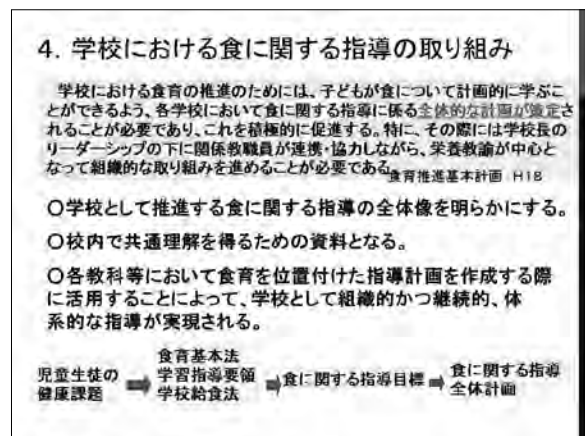 4．学校における食に関する指導の取り組み
学校における食育の推進のためには、子どもが食について計画的に学ぶこ
とができるよう、各学校において食に関する指導に係る全体的な計画が策定さ
れることが必要であり、これを積極的に促進する。特に、その際には学校長の
リーダーシップの下に関係教職員が連携・協力しながら、栄養教諭が中心と
なって組織的な取り組みを進めることが必要である
食育推進基本計画 H18
○学校として推進する食に関する指導の全体像を明らかにする。
○校内で共通理解を得るための資料となる。
○各教科等において食育を位置付けた指導計画を作成する際
に活用することによって、学校として組織的かつ継続的、体
系的な指導が実現される。
児童生徒の
健康課題
➡
食育基本法
学習指導要領
学校給食法
➡食に関する指導目標➡
食に関する指導
全体計画